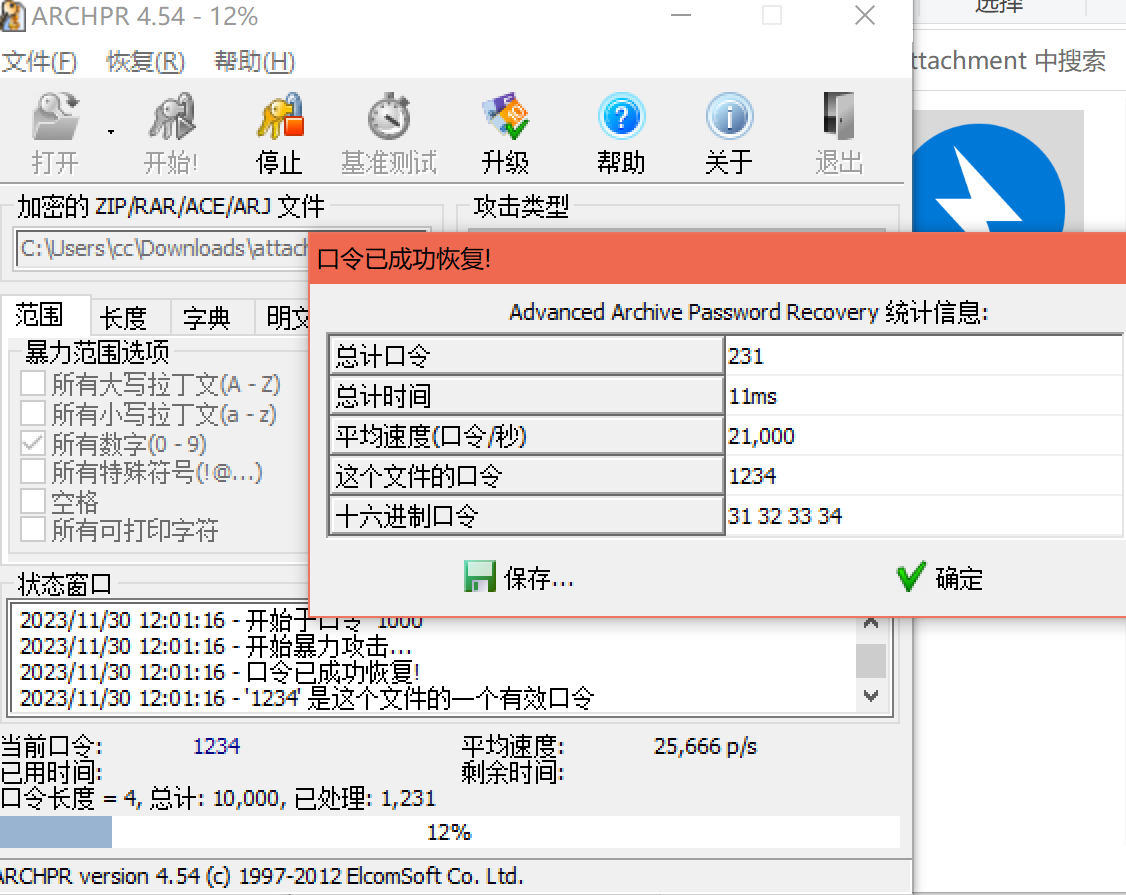 ARCHPR 4.54 - 12%
选择
文件(F) 恢复(R) 帮助(H)
ttachment 中搜索
打开 开始! 停止 基准测试 升级 帮助 关于 退出
加密的 ZIP/RAR/ACE/ARJ 文件
攻击类型
C:\Users\cc\Downloads\attach
口令已成功恢复!
Advanced Archive Password Recovery 统计信息:
总计口令 231
总计时间 11ms
平均速度(口令/秒) 21,000
这个文件的口令 1234
十六进制口令 31 32 33 34
保存... 确定
范围 长度 字典 明文
暴力范围选项
所有大写拉丁文(A - Z)
所有小写拉丁文(a - z)
所有数字(0 - 9)
所有特殊符号(!@...)
空格
所有可打印字符
状态窗口
2023/11/30 12:01:16 - 开始于口令 "1000"
2023/11/30 12:01:16 - 开始暴力攻击...
2023/11/30 12:01:16 - 口令已成功恢复!
2023/11/30 12:01:16 - '1234' 是这个文件的一个有效口令
当前口令: 1234 平均速度: 25,666 p/s
已用时间: 剩余时间:
口令长度 = 4, 总计: 10,000, 已处理: 1,231
12%
ARCHPR version 4.54 (c) 1997-2012 ElcomSoft Co. Ltd.